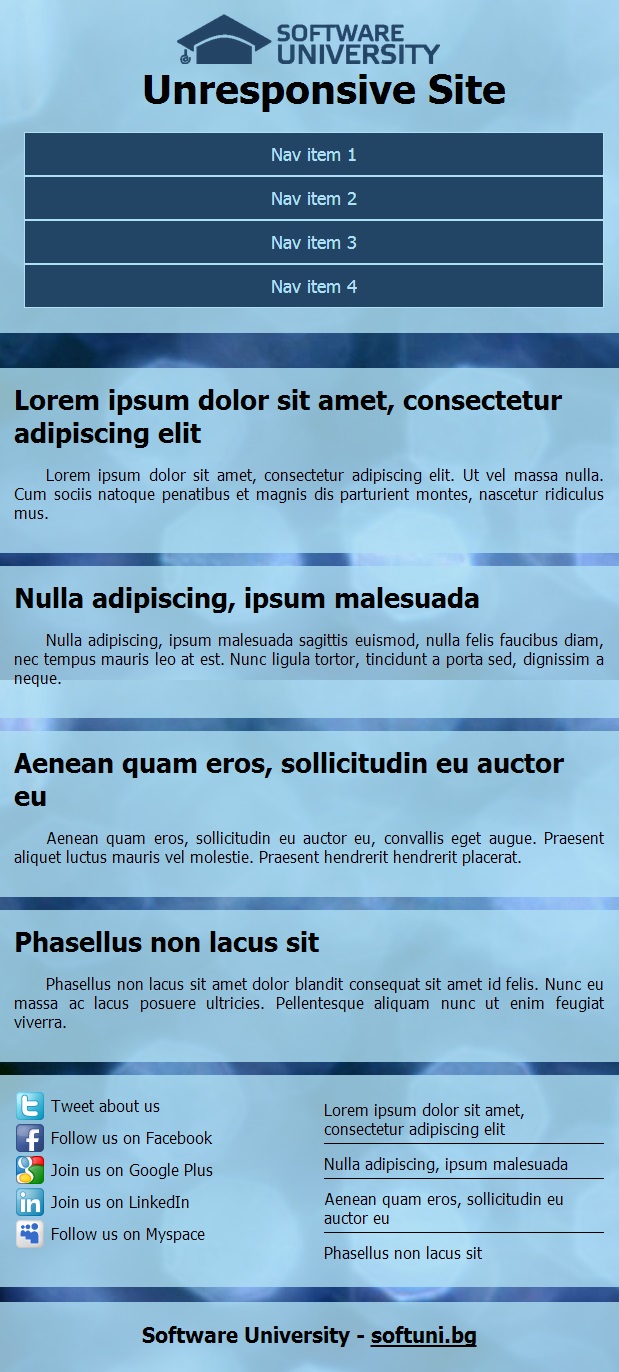 SOFTWARE
UNIVERSITY
Unresponsive Site
Nav item 1
Nav item 2
Nav item 3
Nav item 4
Lorem ipsum dolor sit amet, consectetur
adipiscing elit
Lorem ipsum dolor sit amet, consectetur adipiscing elit. Ut vel massa nulla.
Cum sociis natoque penatibus et magnis dis parturient montes, nascetur ridiculus
mus.
Nulla adipiscing, ipsum malesuada
Nulla adipiscing, ipsum malesuada sagittis euismod, nulla felis faucibus diam,
nec tempus mauris leo at est. Nunc ligula tortor, tincidunt a porta sed, dignissim a
neque.
Aenean quam eros, sollicitudin eu auctor
eu
Aenean quam eros, sollicitudin eu auctor eu, convallis eget augue. Praesent
aliquet luctus mauris vel molestie. Praesent hendrerit hendrerit placerat.
Phasellus non lacus sit
Phasellus non lacus sit amet dolor blandit consequat sit amet id felis. Nunc eu
massa ac lacus posuere ultricies. Pellentesque aliquam nunc ut enim feugiat
viverra.
Tweet about us
Follow us on Facebook
Join us on Google Plus
Join us on LinkedIn
Follow us on Myspace
Lorem ipsum dolor sit amet,
consectetur adipiscing elit
Nulla adipiscing, ipsum malesuada
Aenean quam eros, sollicitudin eu
auctor eu
Phasellus non lacus sit
Software University - softuni.bg